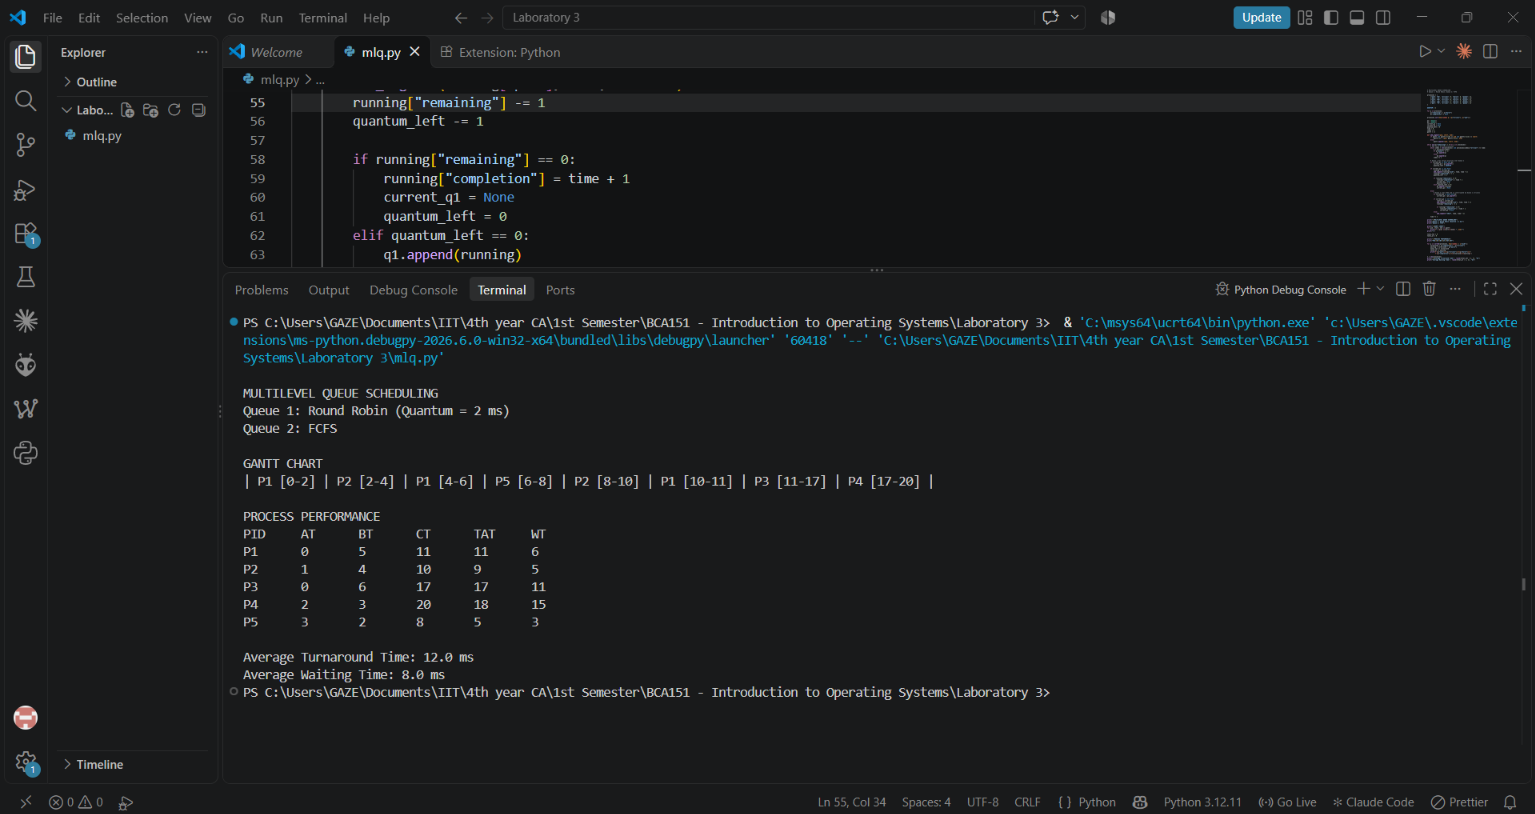 File Edit Selection View Go Run Terminal Help
Laboratory 3
Update
Explorer
Outline
Labo...
mlq.py
Timeline
Welcome
mlq.py
Extension: Python
mlq.py > ...
55 running["remaining"] -= 1
56 quantum_left -= 1
57
58 if running["remaining"] == 0:
59 running["completion"] = time + 1
60 current_q1 = None
61 quantum_left = 0
62 elif quantum_left == 0:
63 q1.append(running)
Problems Output Debug Console Terminal Ports
Python Debug Console
PS C:\Users\GAZE\Documents\IIT\4th year CA\1st Semester\BCA151 - Introduction to Operating Systems\Laboratory 3> & 'C:\msys64\ucrt64\bin\python.exe' 'c:\Users\GAZE\.vscode\exte
nsions\ms-python.debugpy-2026.6.0-win32-x64\bundled\libs\debugpy\launcher' '60418' '--' 'C:\Users\GAZE\Documents\IIT\4th year CA\1st Semester\BCA151 - Introduction to Operating
Systems\Laboratory 3\mlq.py'
MULTILEVEL QUEUE SCHEDULING
Queue 1: Round Robin (Quantum = 2 ms)
Queue 2: FCFS
GANTT CHART
| P1 [0-2] | P2 [2-4] | P1 [4-6] | P5 [6-8] | P2 [8-10] | P1 [10-11] | P3 [11-17] | P4 [17-20] |
PROCESS PERFORMANCE
PID AT BT CT TAT WT
P1 0 5 11 11 6
P2 1 4 10 9 5
P3 0 6 17 17 11
P4 2 3 20 18 15
P5 3 2 8 5 3
Average Turnaround Time: 12.0 ms
Average Waiting Time: 8.0 ms
PS C:\Users\GAZE\Documents\IIT\4th year CA\1st Semester\BCA151 - Introduction to Operating Systems\Laboratory 3>
1
1
0 0
Ln 55, Col 34 Spaces: 4 UTF-8 CRLF { } Python Python 3.12.11 Go Live Claude Code Prettier